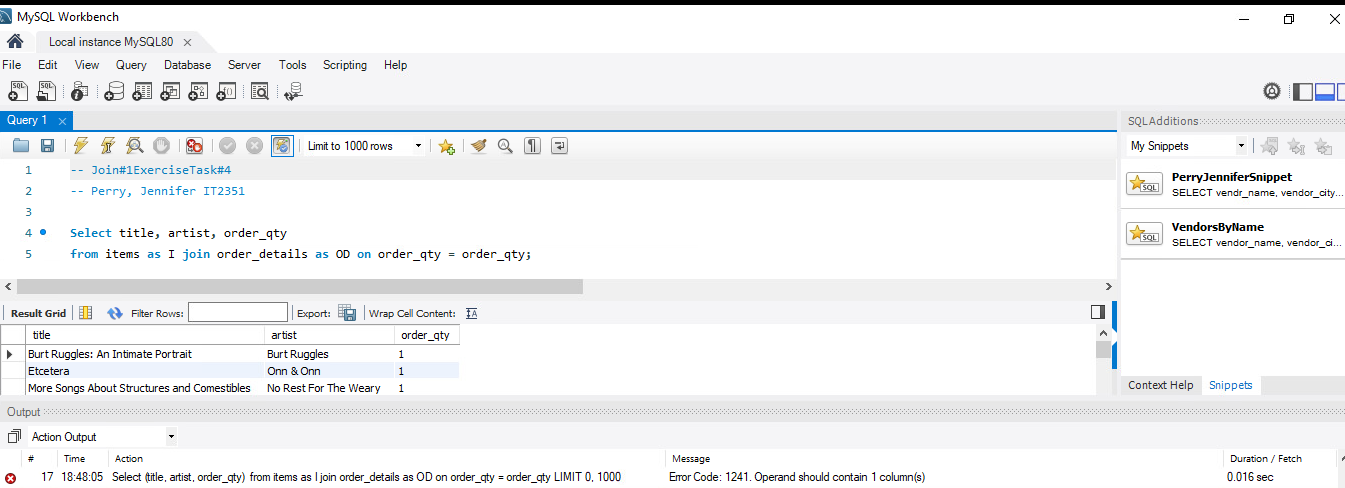 MySQL Workbench
Local instance MySQL80
File Edit View Query Database Server Tools Scripting Help
Query 1
SQLAdditions
Limit to 1000 rows
My Snippets
1 -- Join#1ExerciseTask#4
2 -- Perry, Jennifer IT2351
3
4 Select title, artist, order_qty
5 from items as I join order_details as OD on order_qty = order_qty;
PerryJenniferSnippet
SELECT vendr_name, vendor_city...
VendorsByName
SELECT vendor_name, vendor_ci...
Result Grid Filter Rows: Export: Wrap Cell Content:
title artist order_qty
Burt Ruggles: An Intimate Portrait Burt Ruggles 1
Etcetera Onn & Onn 1
More Songs About Structures and Comestibles No Rest For The Weary 1
Context Help Snippets
Output
Action Output
# Time Action Message Duration / Fetch
17 18:48:05 Select (title, artist, order_qty) from items as I join order_details as OD on order_qty = order_qty LIMIT 0, 1000 Error Code: 1241. Operand should contain 1 column(s) 0.016 sec